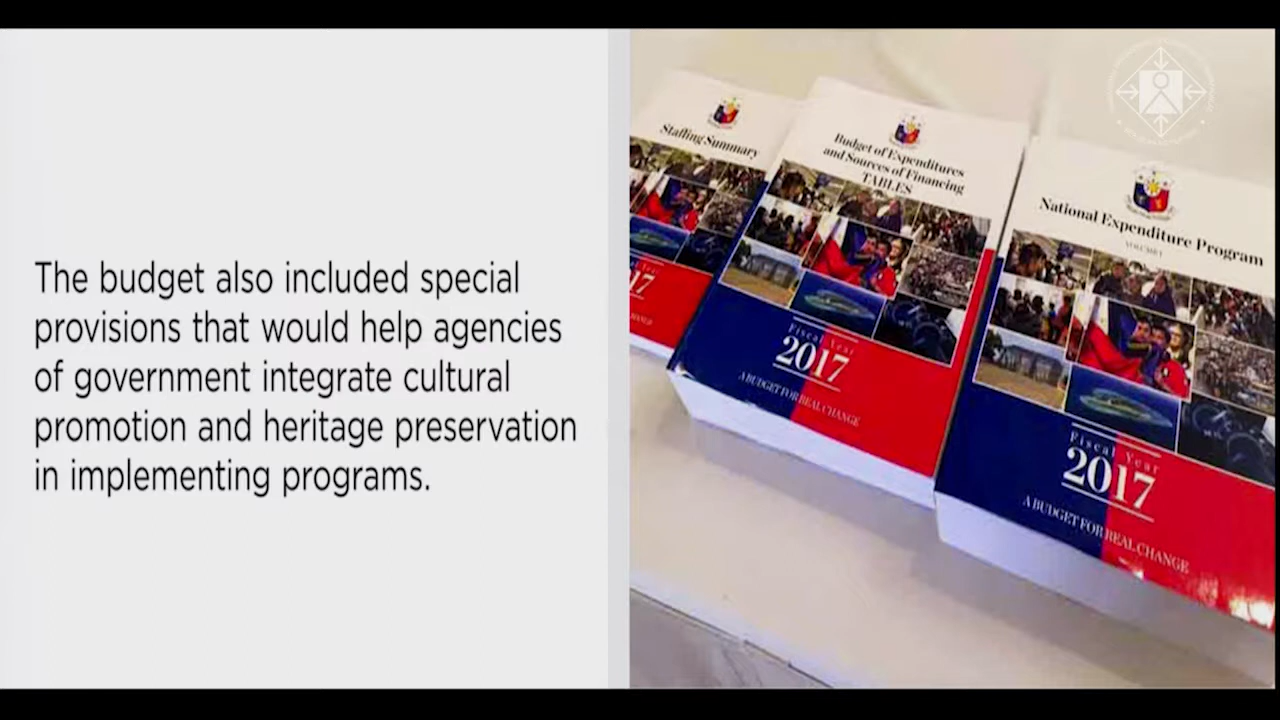 The budget also included special
provisions that would help agencies
of government integrate cultural
promotion and heritage preservation
in implementing programs.
Staffing Summary
Budget of Expenditures
and Sources of Financing
TABLES
Fiscal Year
2017
A BUDGET FOR REAL CHANGE
National Expenditure Program
VOLUME I
Fiscal Year
2017
A BUDGET FOR REAL CHANGE